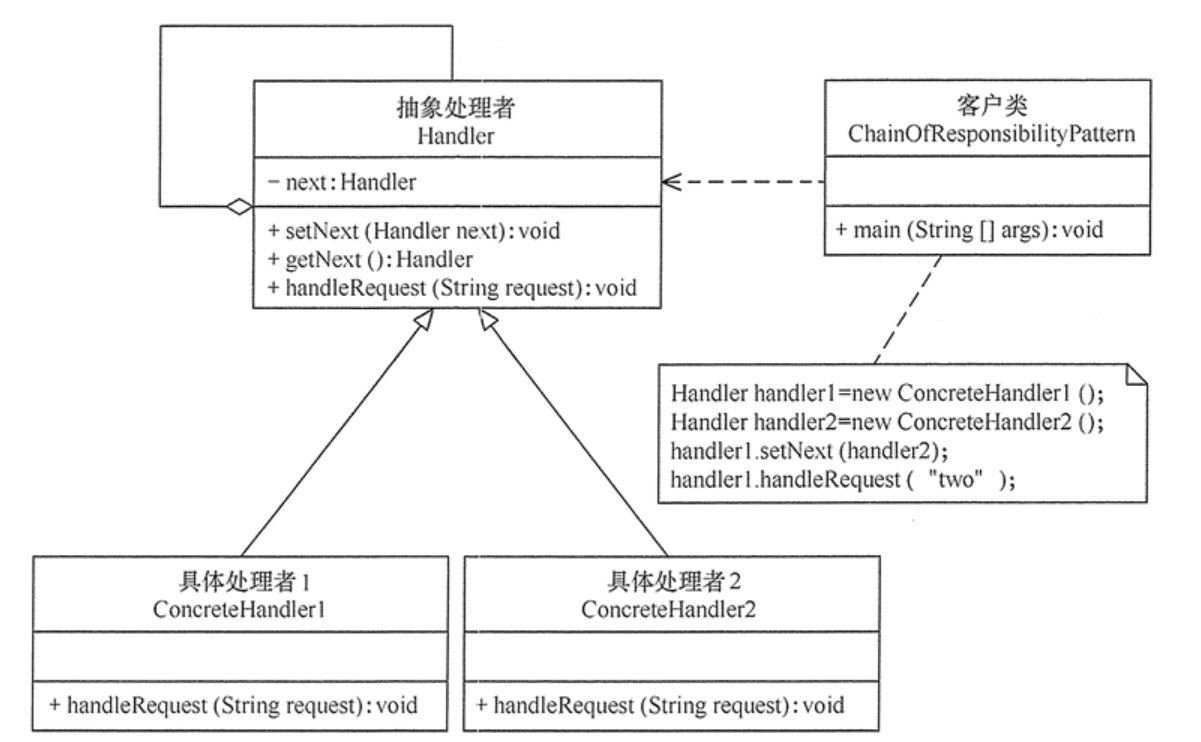 抽象处理者
Handler
− next:Handler
+ setNext (Handler next):void
+ getNext ():Handler
+ handleRequest (String request):void
客户类
ChainOfResponsibilityPattern
+ main (String [] args):void
Handler handler1=new ConcreteHandler1 ();
Handler handler2=new ConcreteHandler2 ();
handler1.setNext (handler2);
handler1.handleRequest ( "two" );
具体处理者1
ConcreteHandler1
+ handleRequest (String request):void
具体处理者2
ConcreteHandler2
+ handleRequest (String request):void